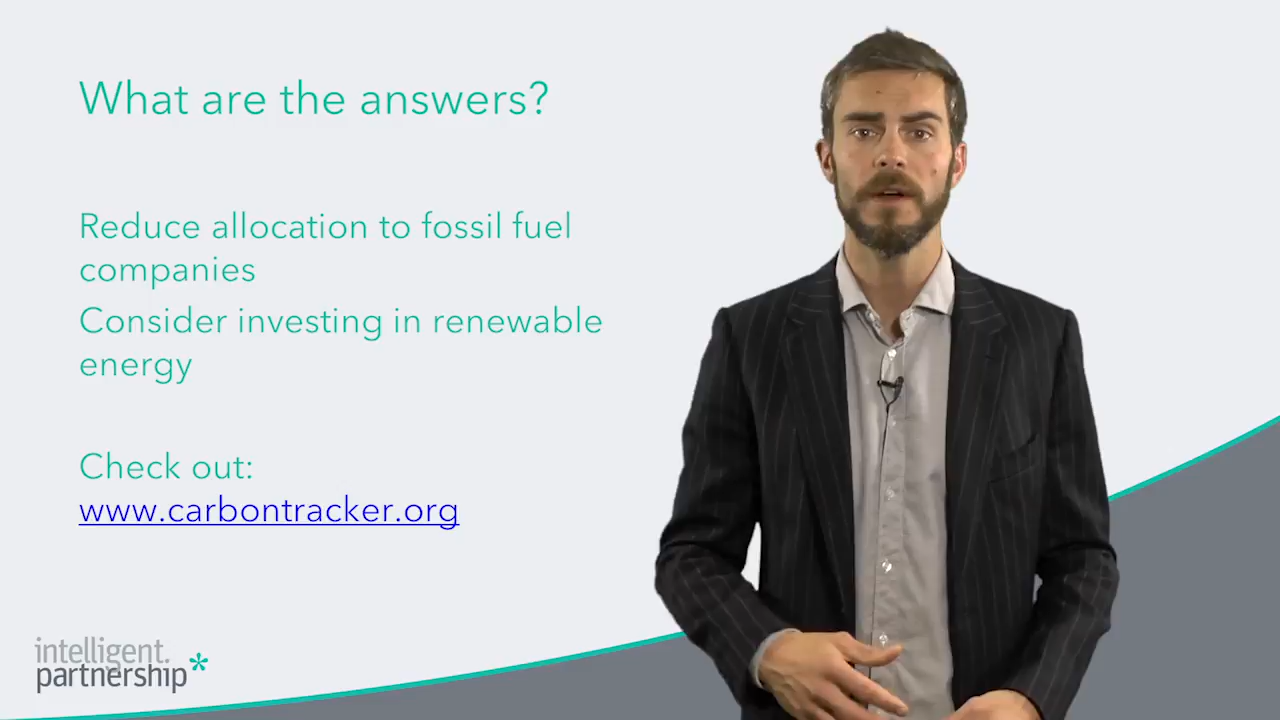 What are the answers?
Reduce allocation to fossil fuel
companies
Consider investing in renewable
energy
Check out:
www.carbontracker.org
intelligent.
partnership*